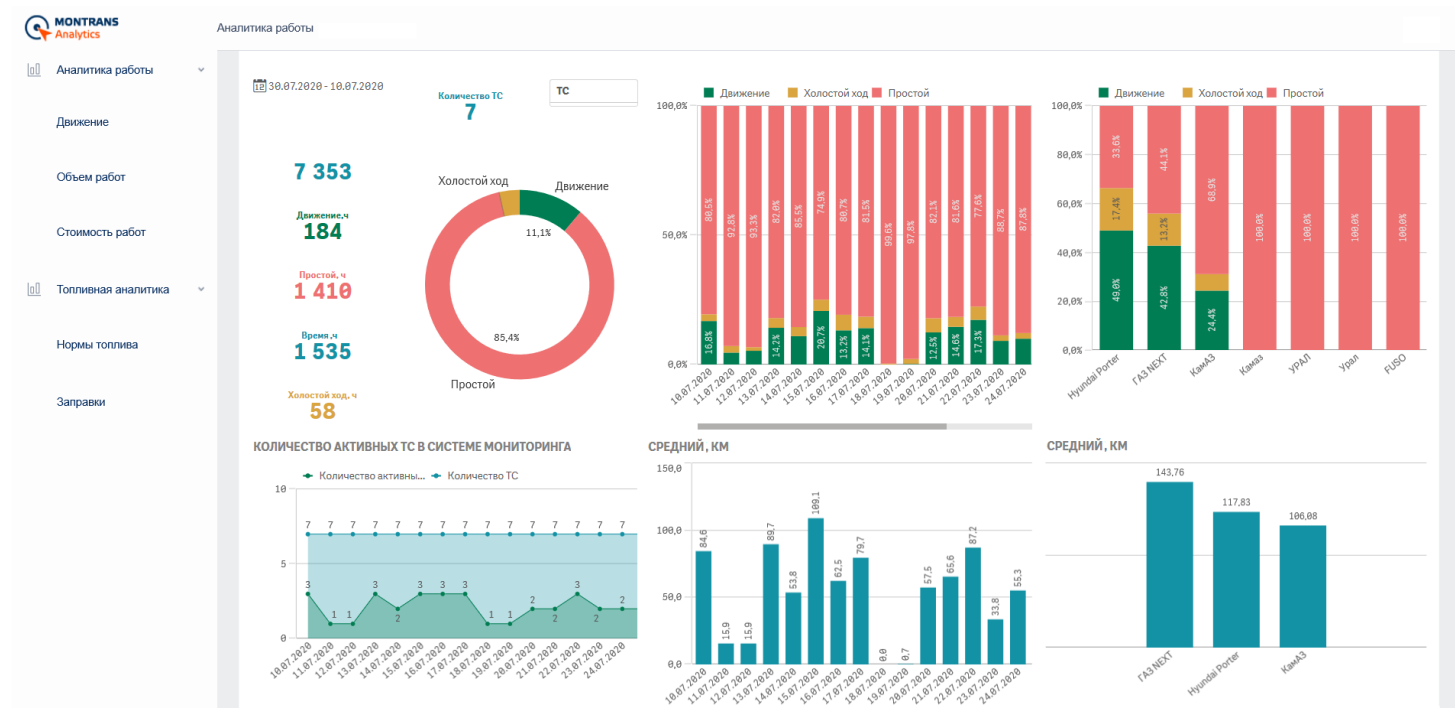 MONTRANS
Analytics
Аналитика работы
Аналитика работы
Движение
Объем работ
Стоимость работ
Топливная аналитика
Нормы топлива
Заправки
12 30.07.2020 - 10.07.2020
Количество ТС
7
ТС
7 353
Движение,ч
184
Простой, ч
1 410
Время,ч
1 535
Холостой ход, ч
58
Холостой ход
Движение
11,1%
85,4%
Простой
Движение Холостой ход Простой
100,0%
50,0%
0,0%
80,5% 92,8% 93,3% 82,0% 85,5% 74,9% 80,7% 81,5% 99,6% 97,8% 82,1% 81,6% 77,6% 88,7% 87,8%
16,8% 14,2% 20,7% 13,2% 14,1% 12,5% 14,6% 17,3%
10.07.2020 11.07.2020 12.07.2020 13.07.2020 14.07.2020 15.07.2020 16.07.2020 17.07.2020 18.07.2020 19.07.2020 20.07.2020 21.07.2020 22.07.2020 23.07.2020 24.07.2020
Движение Холостой ход Простой
100,0%
80,0%
60,0%
40,0%
20,0%
0,0%
33,6% 44,1% 68,9% 100,0% 100,0% 100,0% 100,0%
17,4% 13,2%
49,0% 42,8% 24,4%
Hyundai Porter ГАЗ NEXT КамАЗ Камаз УРАЛ Урал FUSO
КОЛИЧЕСТВО АКТИВНЫХ ТС В СИСТЕМЕ МОНИТОРИНГА
Количество активны... Количество ТС
10
5
0
7 7 7 7 7 7 7 7 7 7 7 7 7 7 7
3 1 1 3 2 3 3 3 1 1 2 2 3 2 2
10.07.2020 11.07.2020 12.07.2020 13.07.2020 14.07.2020 15.07.2020 16.07.2020 17.07.2020 18.07.2020 19.07.2020 20.07.2020 21.07.2020 22.07.2020 23.07.2020 24.07.2020
СРЕДНИЙ, КМ
150,0
100,0
50,0
0,0
84,6 15,9 15,9 89,7 53,8 109,1 62,5 79,7 0,0 0,7 57,5 65,6 87,2 33,8 55,3
10.07.2020 11.07.2020 12.07.2020 13.07.2020 14.07.2020 15.07.2020 16.07.2020 17.07.2020 18.07.2020 19.07.2020 20.07.2020 21.07.2020 22.07.2020 23.07.2020 24.07.2020
СРЕДНИЙ, КМ
143,76
117,83
106,08
ГАЗ NEXT Hyundai Porter КамАЗ